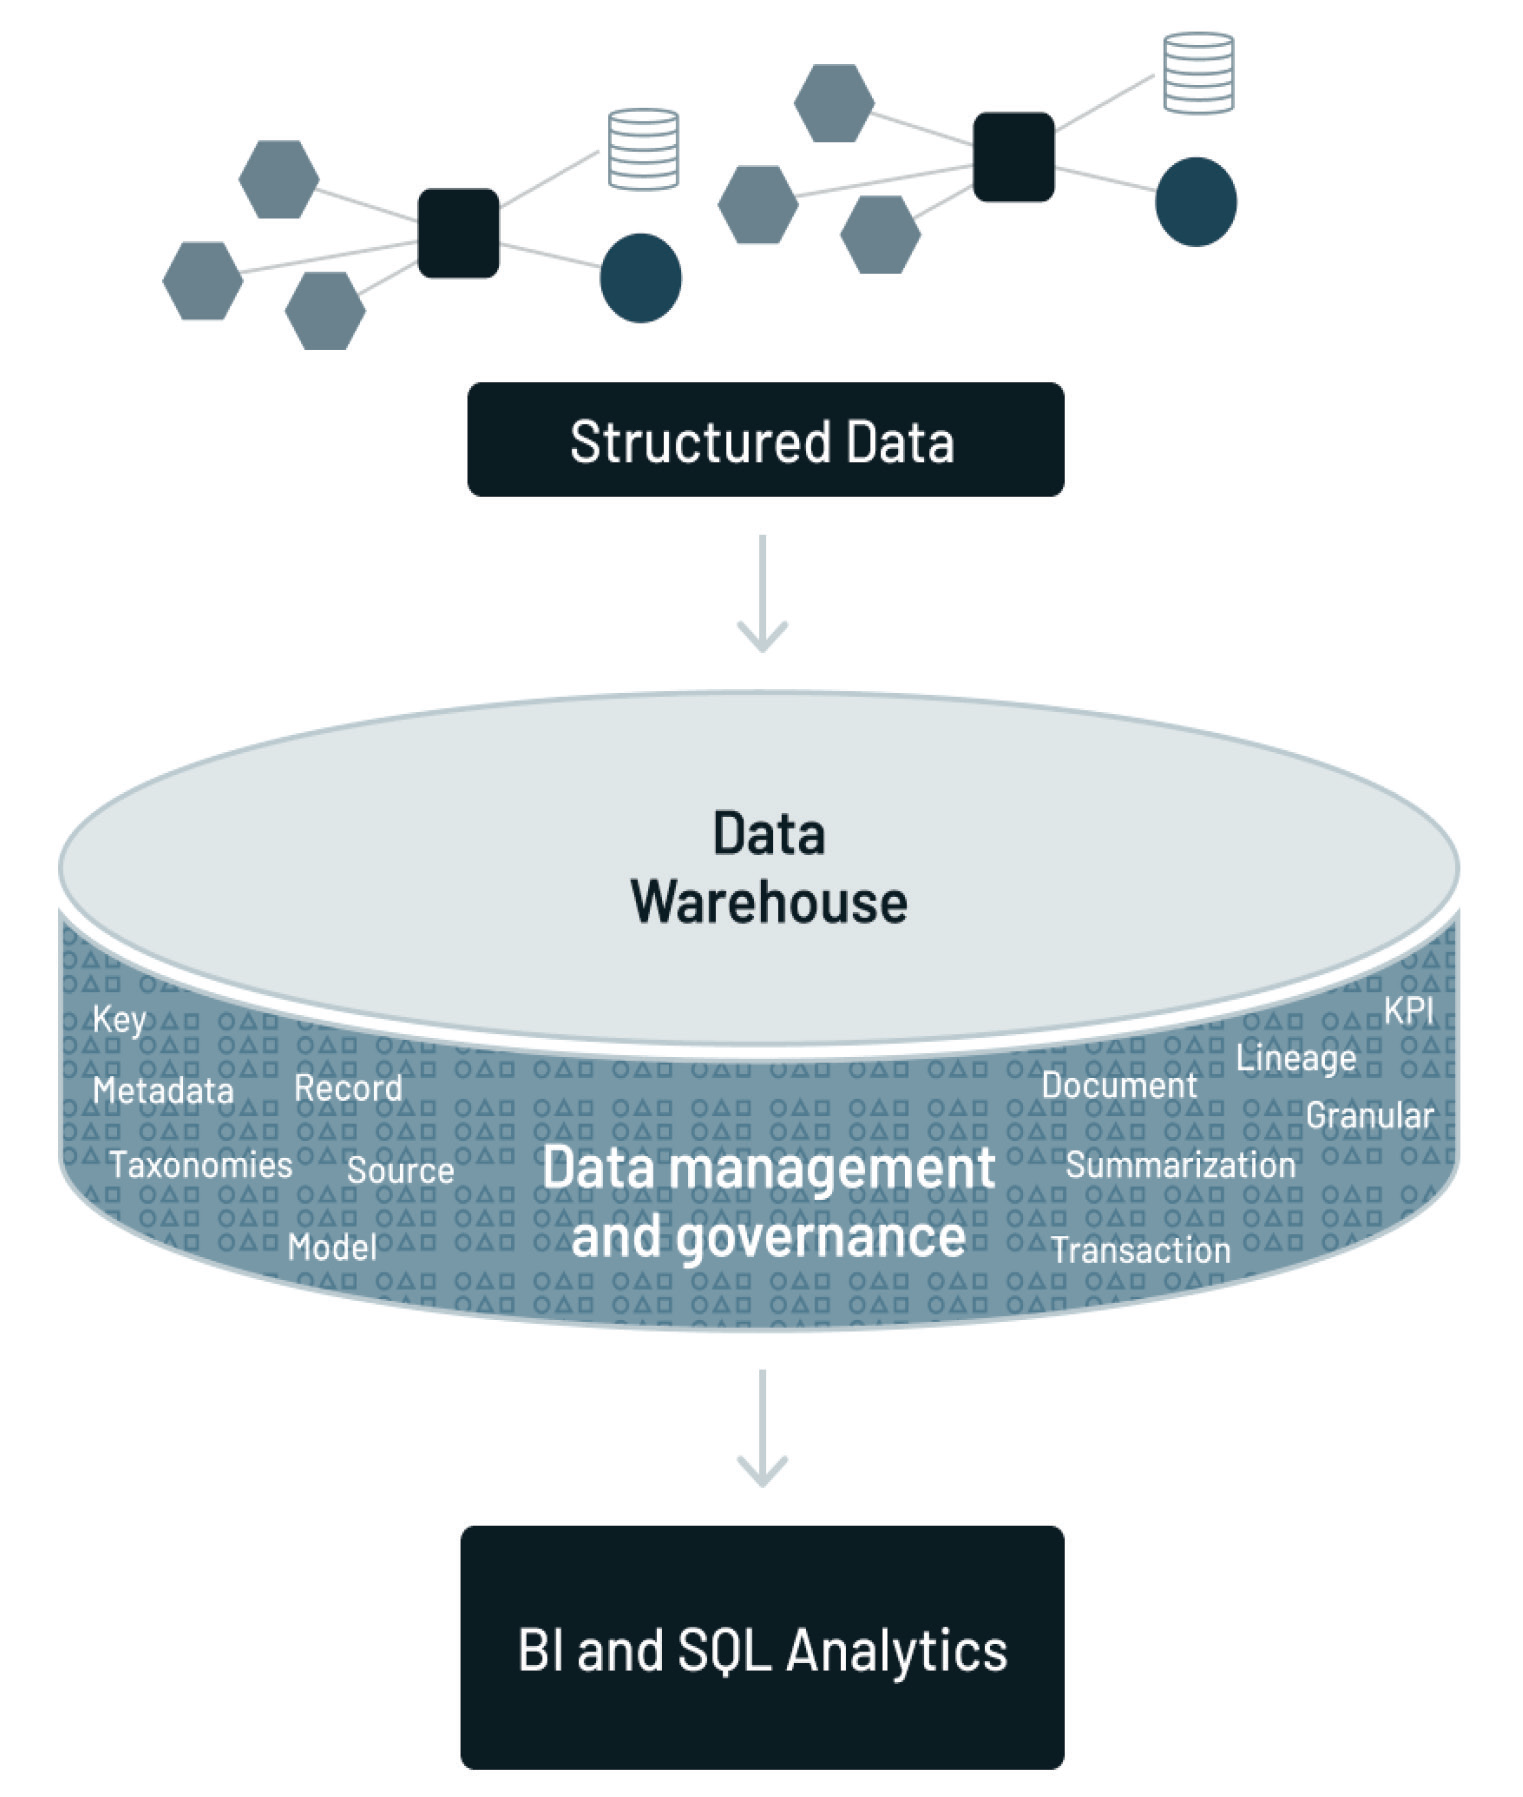 Structured Data
Data
Warehouse
Key
KPI
Lineage
Metadata
Record
Document
Granular
Taxonomies
Source
Data management
and governance
Summarization
Model
Transaction
BI and SQL Analytics